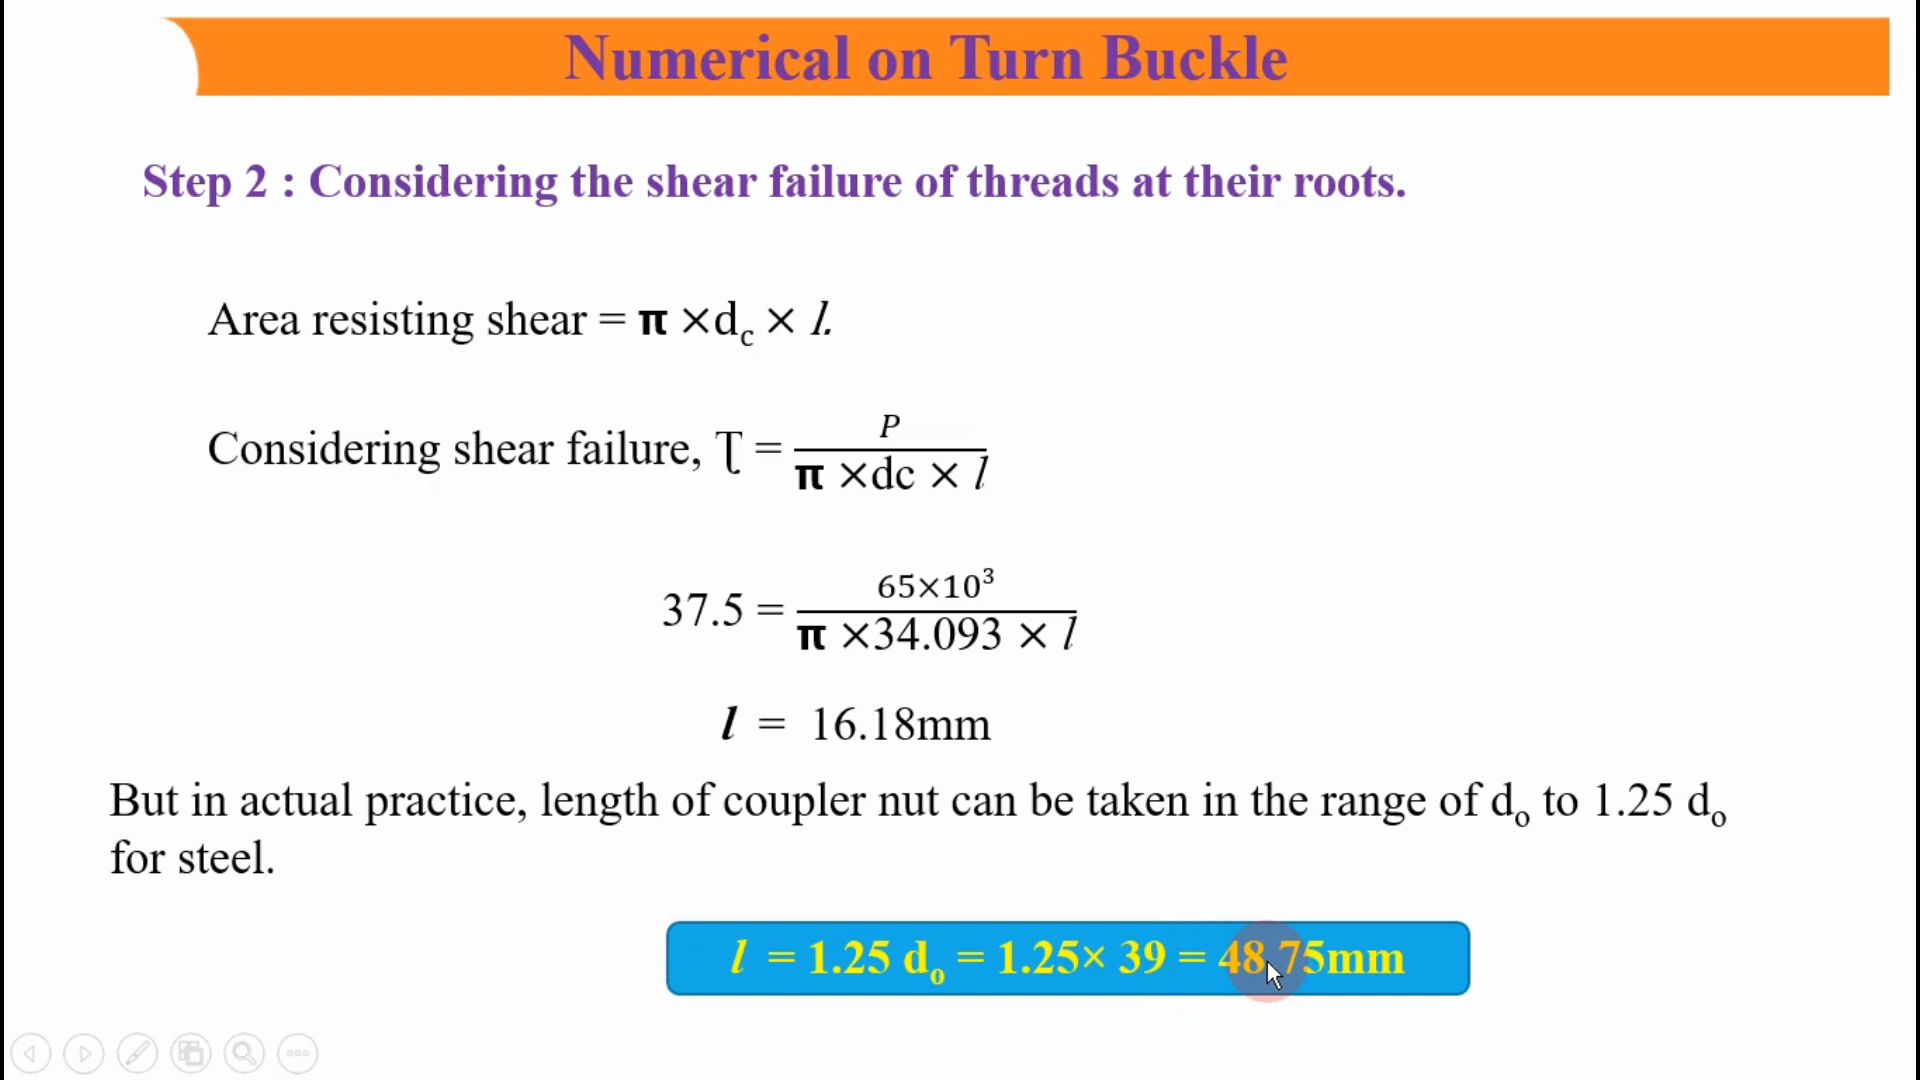 Numerical on Turn Buckle
Step 2 : Considering the shear failure of threads at their roots.
Area resisting shear = π ×dc × l.
Considering shear failure, Ʈ = P / π ×dc × l
37.5 = 65×10³ / π ×34.093 × l
l = 16.18mm
But in actual practice, length of coupler nut can be taken in the range of do to 1.25 do
for steel.
l = 1.25 do = 1.25× 39 = 48.75mm